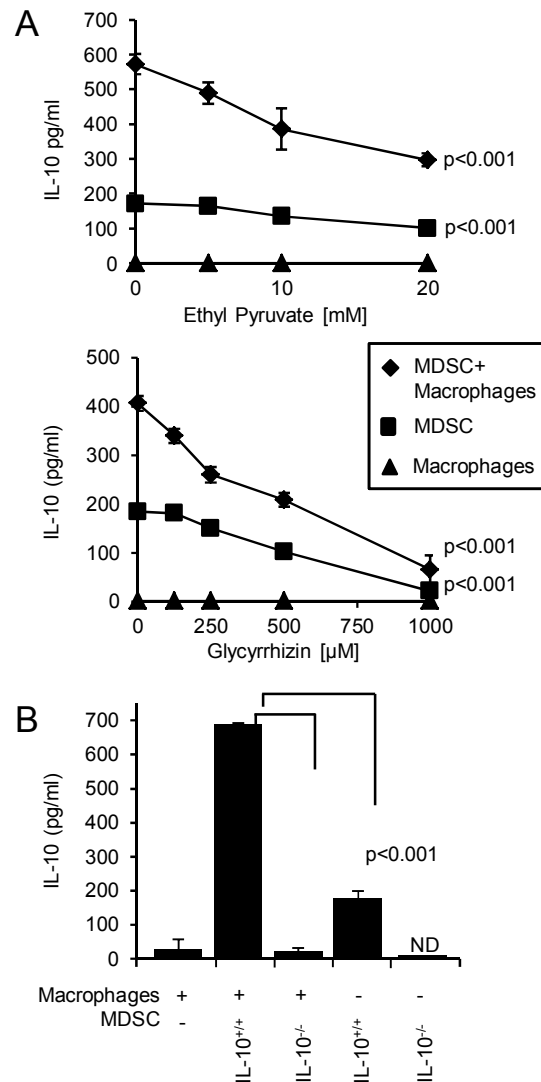 A
700
600
500
400
300
200
100
0
IL-10 pg/ml
p<0.001
p<0.001
0 10 20
Ethyl Pyruvate [mM]
500
400
300
200
100
0
IL-10 (pg/ml)
MDSC+
Macrophages
MDSC
Macrophages
p<0.001
p<0.001
0 250 500 750 1000
Glycyrrhizin [µM]
B
700
600
500
400
300
200
100
0
IL-10 (pg/ml)
p<0.001
ND
Macrophages + + + - -
MDSC - IL-10+/+ IL-10-/- IL-10+/+ IL-10-/-